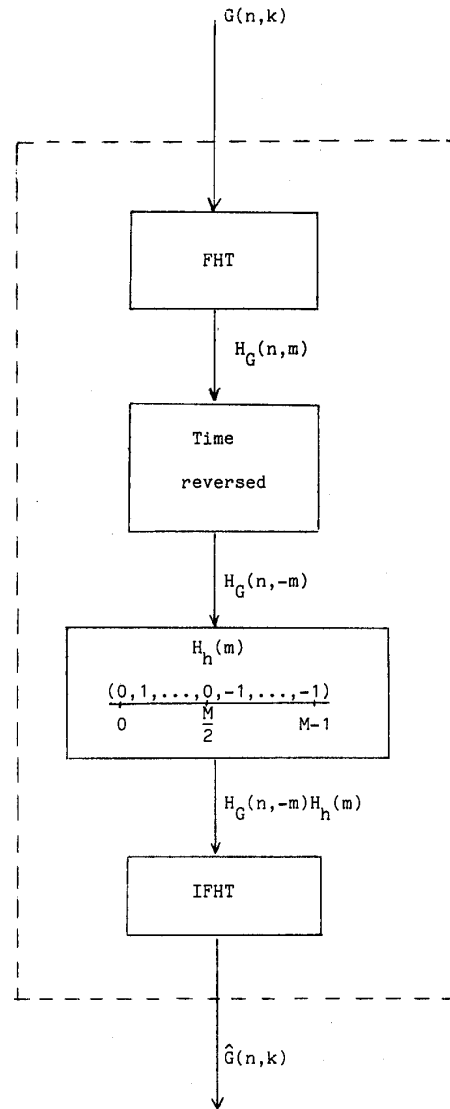 G(n,k)
FHT
H_G(n,m)
Time
reversed
H_G(n,-m)
H_h(m)
(0,1,...,0,-1,...,-1)
0 M/2 M-1
H_G(n,-m)H_h(m)
IFHT
Ĝ(n,k)